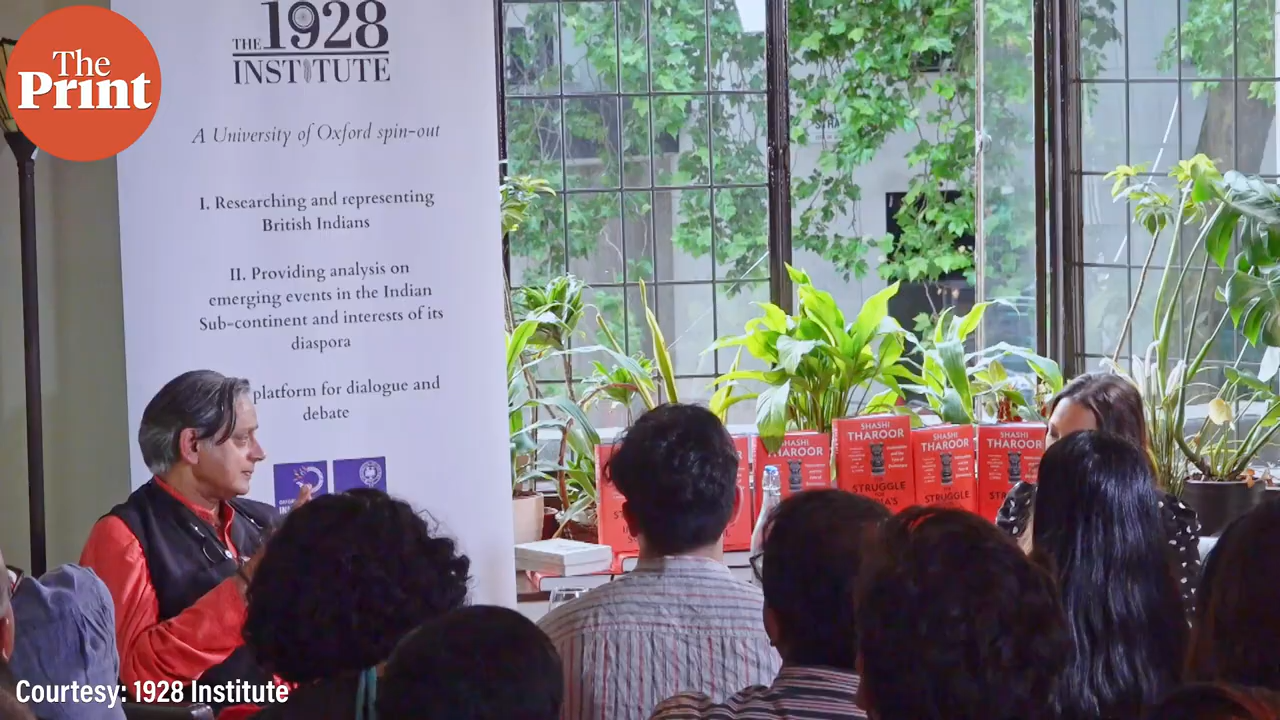 The
Print
THE 1928
INSTITUTE
A University of Oxford spin-out
I. Researching and representing
British Indians
II. Providing analysis on
emerging events in the Indian
Sub-continent and interests of its
diaspora
platform for dialogue and
debate
SHASHI
THAROOR
SHASHI
THAROOR
STRUGGLE
INDIA'S
SHASHI
THAROOR
STRUGGLE
SHASHI
THAROOR
STRUGGLE
Courtesy: 1928 Institute